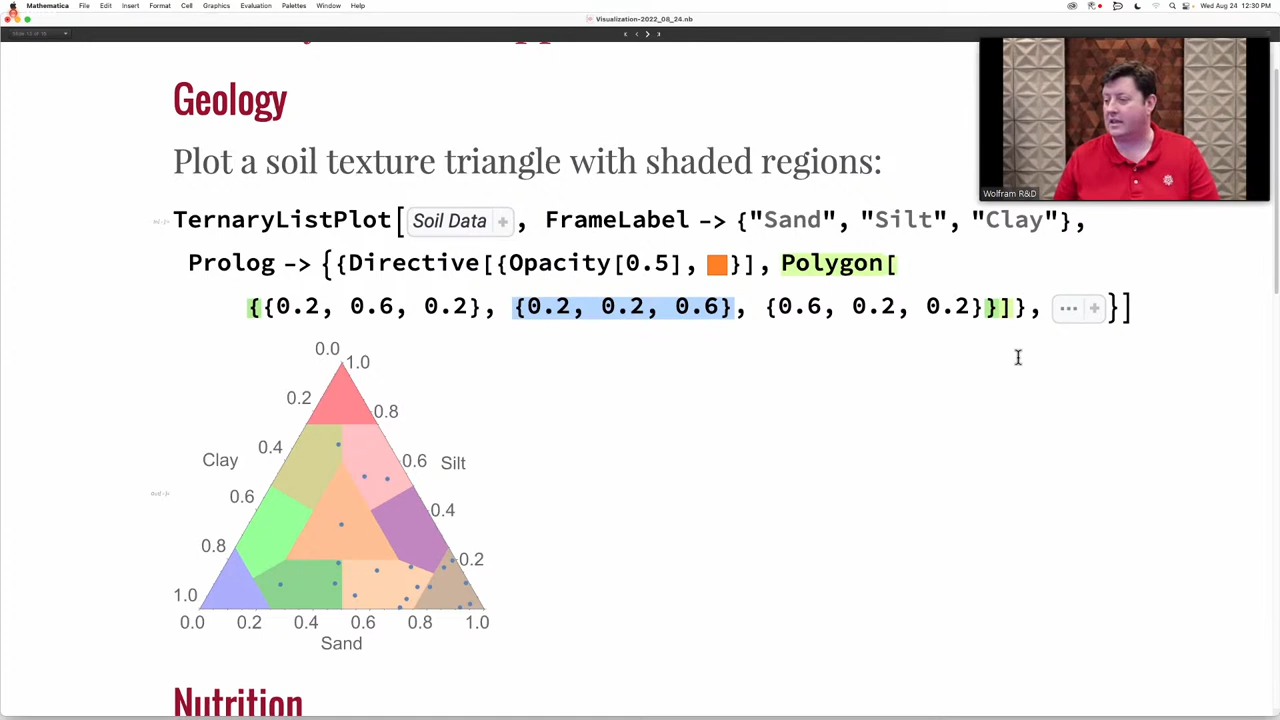 Mathematica File Edit Insert Format Cell Graphics Evaluation Palettes Window Help
Wed Aug 24 12:30 PM
Visualization-2022_08_24.nb
Geology
Plot a soil texture triangle with shaded regions:
TernaryListPlot[Soil Data +, FrameLabel -> {"Sand", "Silt", "Clay"},
Prolog -> {{Directive[{Opacity[0.5], }], Polygon[
{{0.2, 0.6, 0.2}, {0.2, 0.2, 0.6}, {0.6, 0.2, 0.2}}]}, ... +}]
Wolfram R&D
0.0
1.0
0.2
0.8
0.4
Clay
0.6
Silt
0.6
0.4
0.8
0.2
1.0
0.0 0.2 0.4 0.6 0.8 1.0
Sand
Nutrition